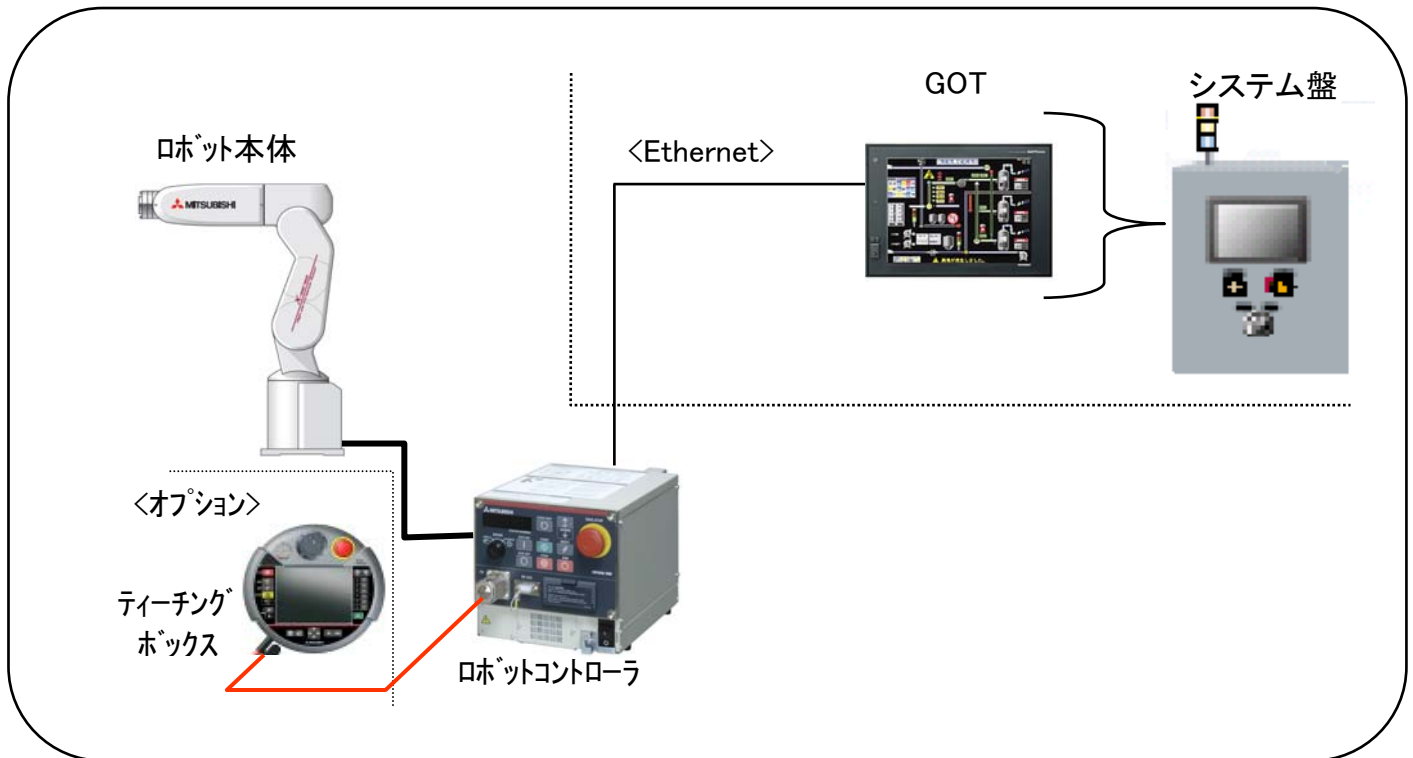 GOT
システム盤
<Ethernet>
ロボット本体
MITSUBISHI
<オプション>
ティーチング
ボックス
MITSUBISHI
ロボットコントローラ